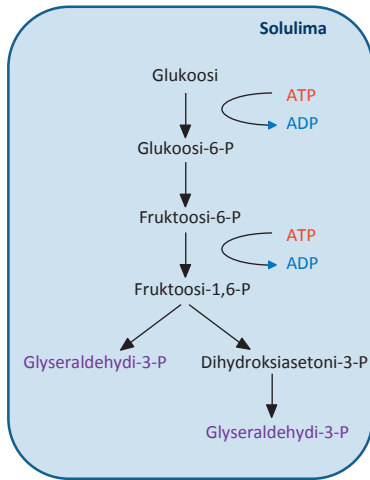 Solulima
Glukoosi
ATP
ADP
Glukoosi-6-P
Fruktoosi-6-P
ATP
ADP
Fruktoosi-1,6-P
Glyseraldehydi-3-P
Dihydroksiasetoni-3-P
Glyseraldehydi-3-P